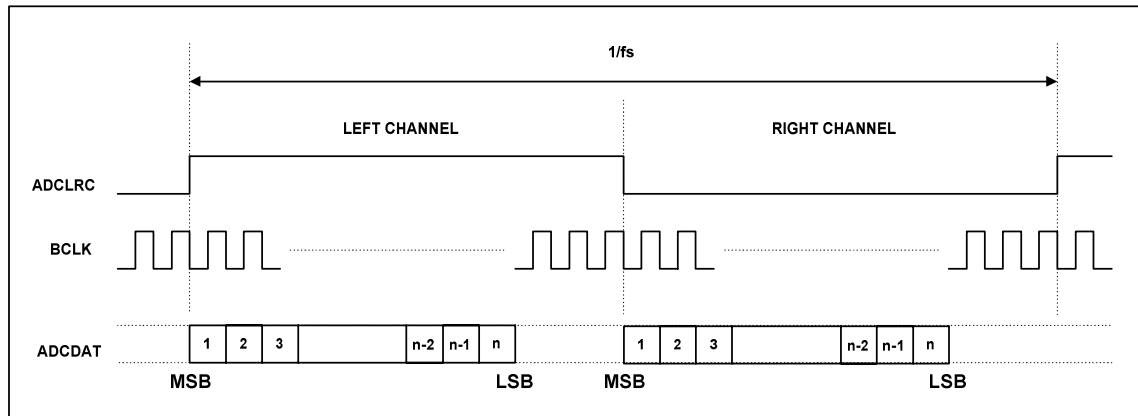 1/fs
LEFT CHANNEL RIGHT CHANNEL
ADCLRC
BCLK
ADCDAT 1 2 3 n-2 n-1 n 1 2 3 n-2 n-1 n
MSB LSB MSB LSB